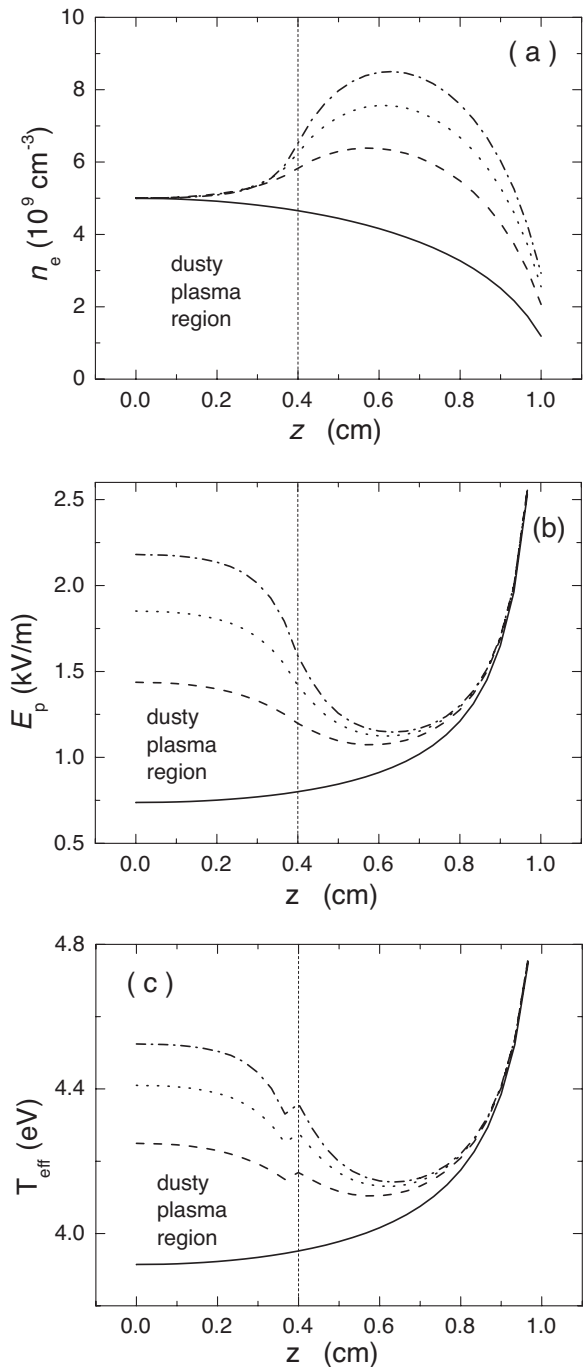 ( a )
10
8
6
4
2
0
n_e (10^9 cm^-3)
dusty
plasma
region
0.0 0.2 0.4 0.6 0.8 1.0
z (cm)
(b)
2.5
2.0
1.5
1.0
0.5
E_p (kV/m)
dusty
plasma
region
0.0 0.2 0.4 0.6 0.8 1.0
z (cm)
( c )
4.8
4.4
4.0
T_eff (eV)
dusty
plasma
region
0.0 0.2 0.4 0.6 0.8 1.0
z (cm)